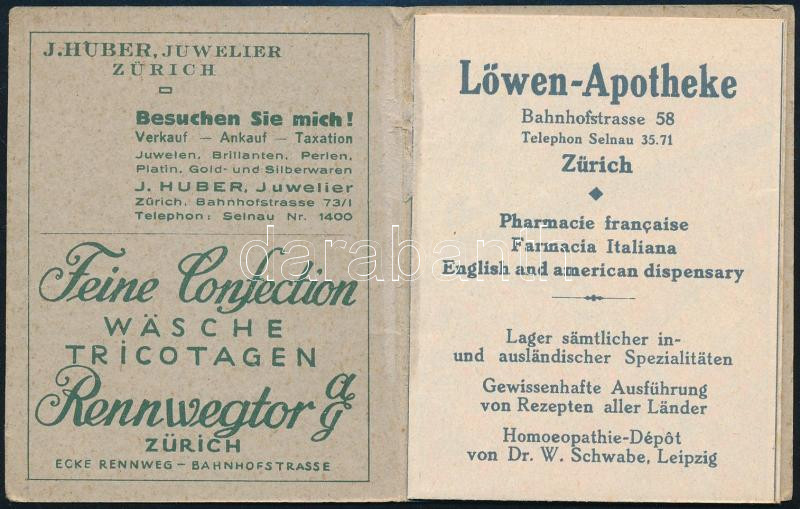 J. HUBER, JUWELIER
ZÜRICH
Besuchen Sie mich!
Verkauf — Ankauf — Taxation
Juwelen, Brillanten, Perlen,
Platin, Gold- und Silberwaren
J. HUBER, Juwelier
Zürich, Bahnhofstrasse 73/I
Telephon: Selnau Nr. 1400
Feine Confection
WÄSCHE
TRICOTAGEN
Rennwegtor AG
ZÜRICH
ECKE RENNWEG – BAHNHOFSTRASSE
Löwen-Apotheke
Bahnhofstrasse 58
Telephon Selnau 35.71
Zürich
Pharmacie française
Farmacia Italiana
English and american dispensary
Lager sämtlicher in-
und ausländischer Spezialitäten
Gewissenhafte Ausführung
von Rezepten aller Länder
Homoeopathie-Dépôt
von Dr. W. Schwabe, Leipzig
darabanth